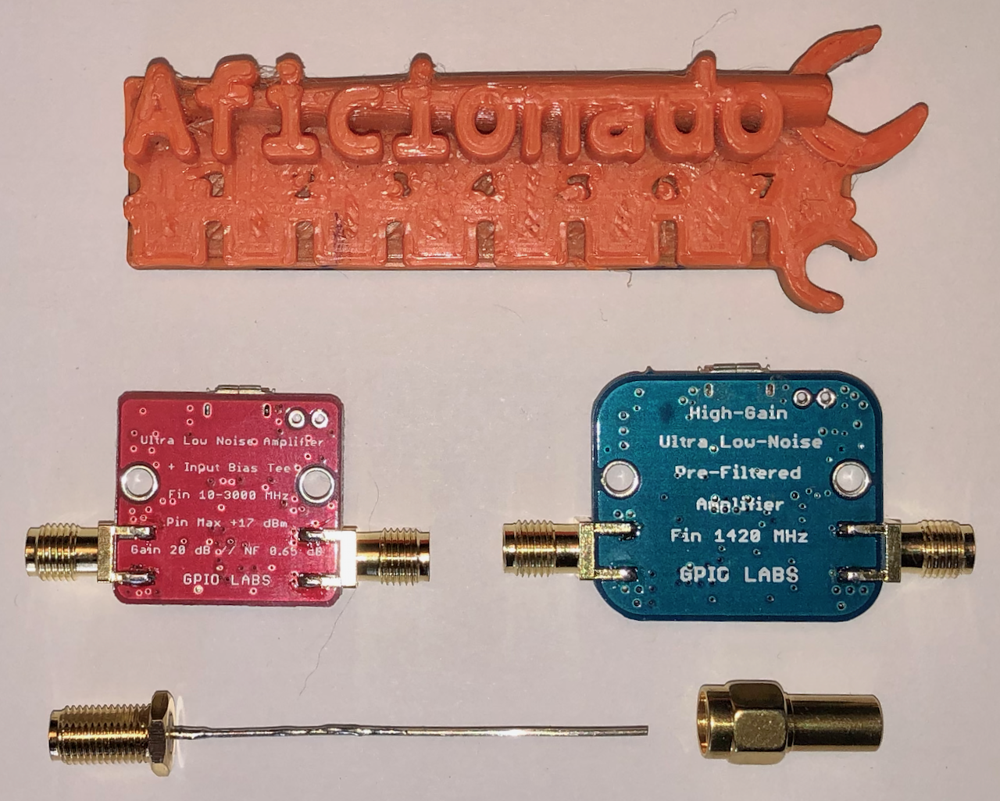 Aficionado
1 2 3 4 5 6 7
Ultra Low Noise Amplifier
+ Input Bias Tee
Fin 10-3000 MHz
Pin Max +17 dBm
Gain 20 dB // NF 0.65 dB
GPIO LABS
High-Gain
Ultra Low-Noise
Pre-Filtered
Amplifier
Fin 1420 MHz
GPIO LABS